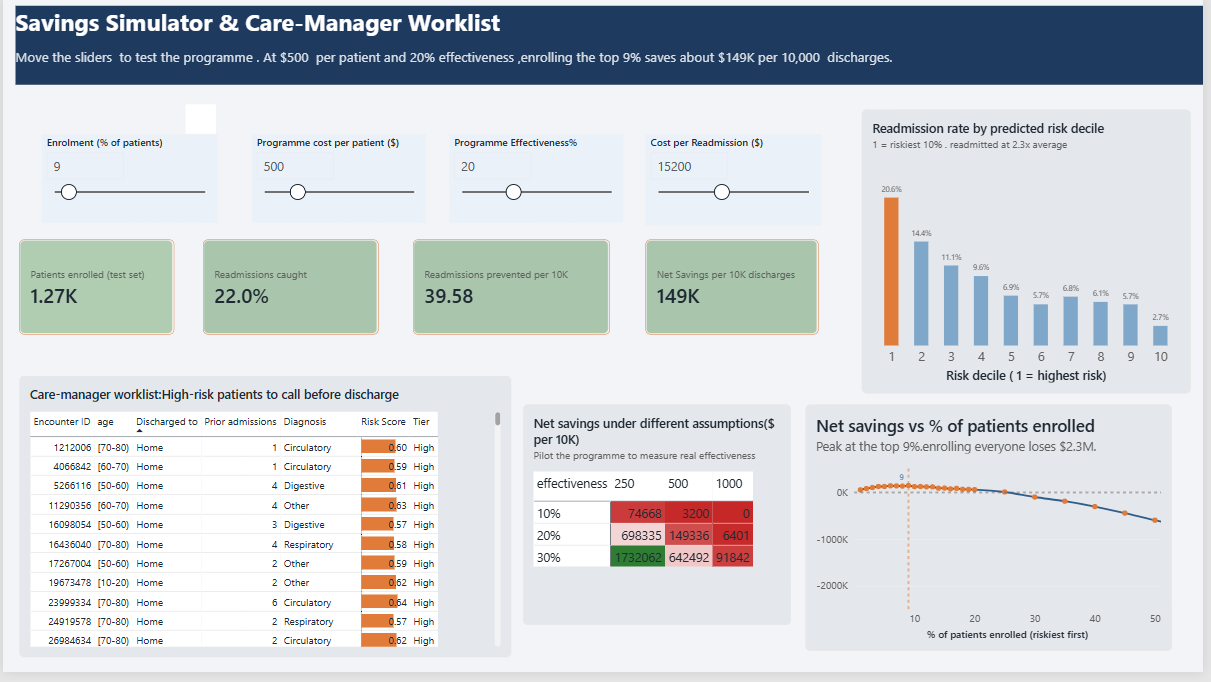 Savings Simulator & Care-Manager Worklist
Move the sliders  to test the programme . At $500  per patient and 20% effectiveness ,enrolling the top 9% saves about $149K per 10,000  discharges.
Enrolment (% of patients)
9
Programme cost per patient ($)
500
Programme Effectiveness%
20
Cost per Readmission ($)
15200
Patients enrolled (test set)
1.27K
Readmissions caught
22.0%
Readmissions prevented per 10K
39.58
Net Savings per 10K discharges
149K
Readmission rate by predicted risk decile
1 = riskiest 10% . readmitted at 2.3x average
20.6%
14.4%
11.1%
9.6%
6.9%
5.7%
6.8%
6.1%
5.7%
2.7%
1 2 3 4 5 6 7 8 9 10
Risk decile ( 1 = highest risk)
Care-manager worklist:High-risk patients to call before discharge
Encounter ID age Discharged to Prior admissions Diagnosis Risk Score Tier
1212006 [70-80) Home 1 Circulatory 0.60 High
4066842 [60-70) Home 1 Circulatory 0.59 High
5266116 [50-60) Home 4 Digestive 0.61 High
11290356 [60-70) Home 4 Other 0.63 High
16098054 [50-60) Home 3 Digestive 0.57 High
16436040 [70-80) Home 4 Respiratory 0.58 High
17267004 [50-60) Home 2 Other 0.59 High
19673478 [10-20) Home 2 Other 0.62 High
23999334 [70-80) Home 6 Circulatory 0.64 High
24919578 [70-80) Home 2 Respiratory 0.57 High
26984634 [70-80) Home 2 Circulatory 0.62 High
Net savings under different assumptions($
per 10K)
Pilot the programme to measure real effectiveness
effectiveness 250 500 1000
10% 74668 3200 0
20% 698335 149336 6401
30% 1732062 642492 91842
Net savings vs % of patients enrolled
Peak at the top 9%.enrolling everyone loses $2.3M.
9
0K
-1000K
-2000K
10 20 30 40 50
% of patients enrolled (riskiest first)